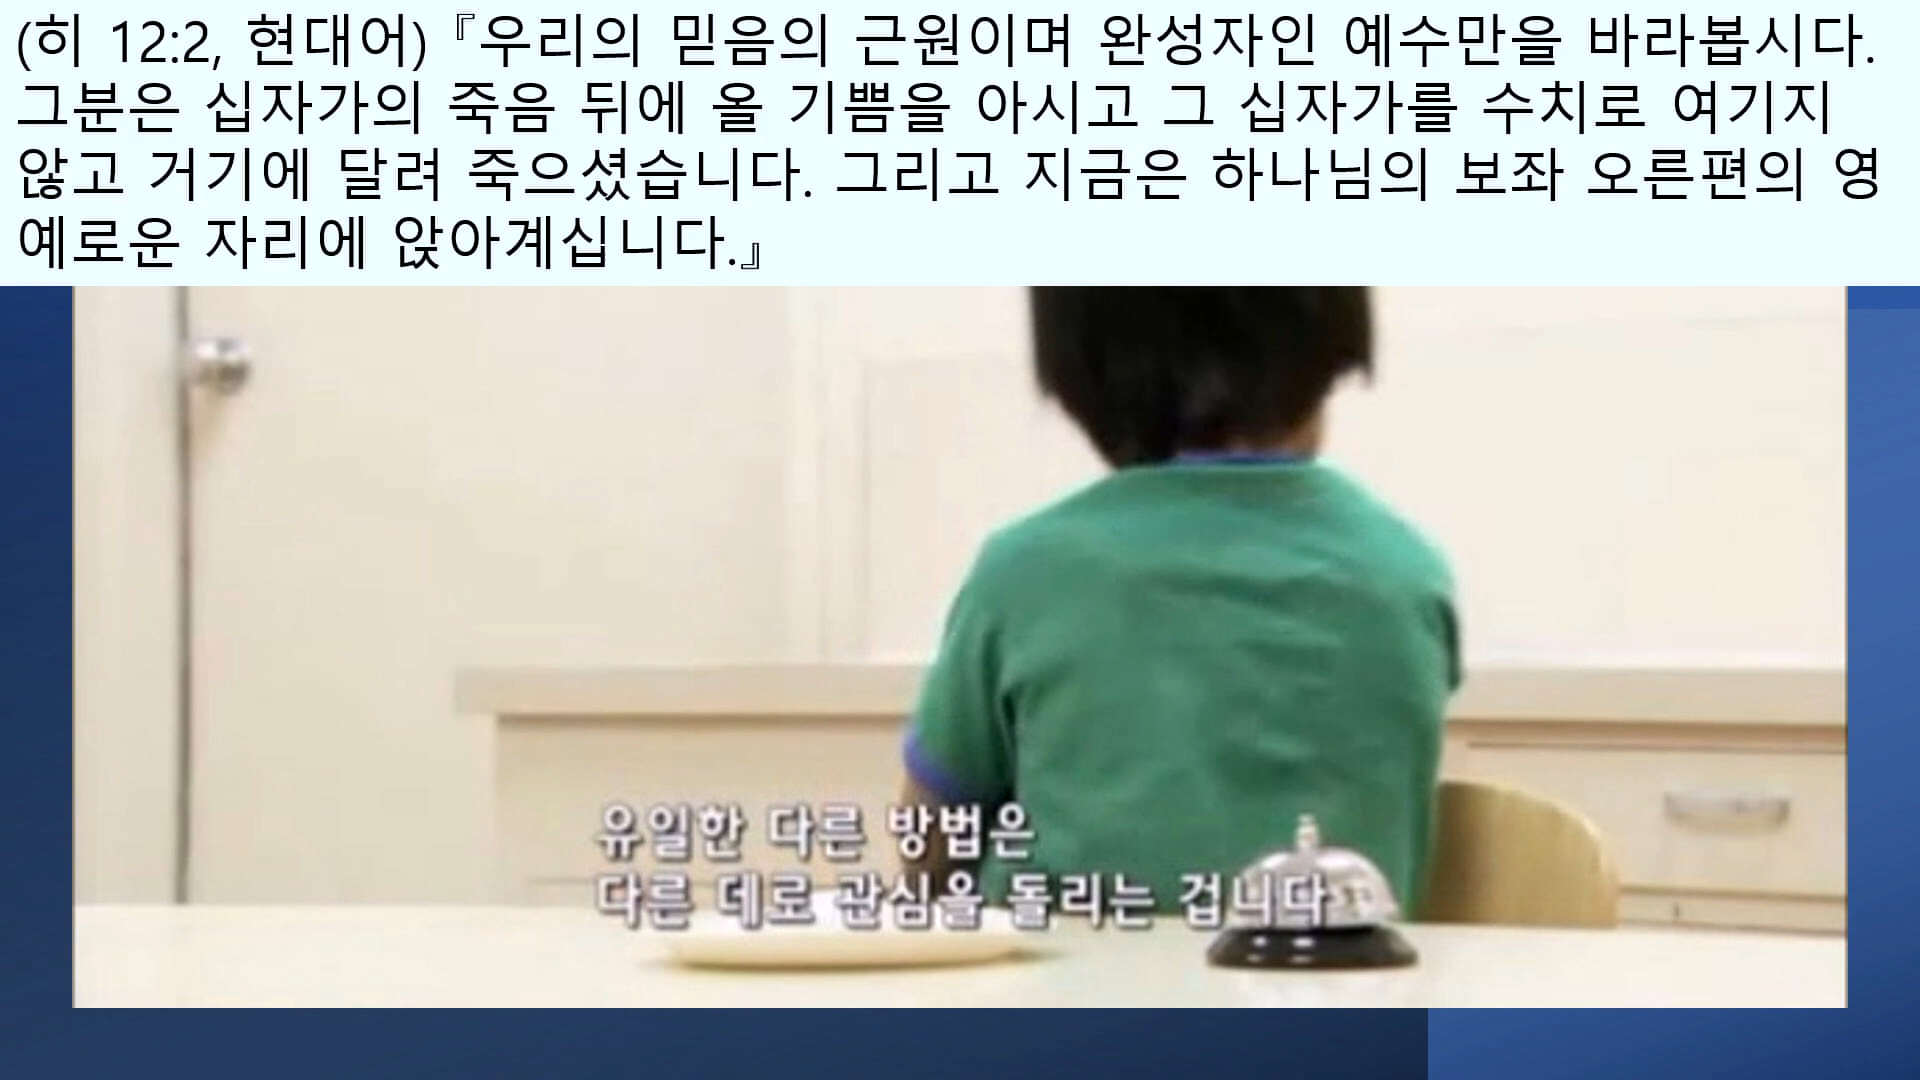 (히 12:2, 현대어)『우리의 믿음의 근원이며 완성자인 예수만을 바라봅시다.
그분은 십자가의 죽음 뒤에 올 기쁨을 아시고 그 십자가를 수치로 여기지
않고 거기에 달려 죽으셨습니다. 그리고 지금은 하나님의 보좌 오른편의 영
예로운 자리에 앉아계십니다.』
유일한 다른 방법은
다른 데로 관심을 돌리는 겁니다